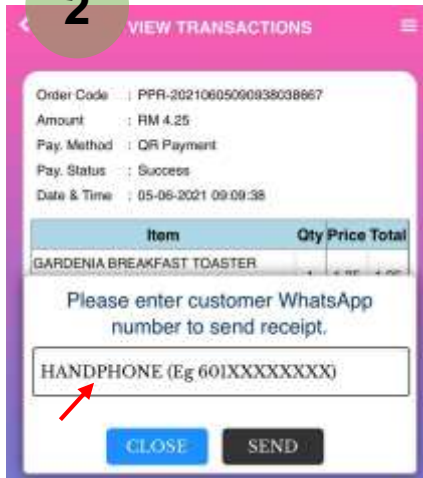 2
VIEW TRANSACTIONS
Order Code : PPR-20210605090938038667
Amount : RM 4.25
Pay. Method : QR Payment
Pay. Status : Success
Date & Time : 05-06-2021 09:09:38
Item Qty Price Total
GARDENIA BREAKFAST TOASTER
Please enter customer WhatsApp
number to send receipt.
HANDPHONE (Eg 601XXXXXXXX)
CLOSE SEND